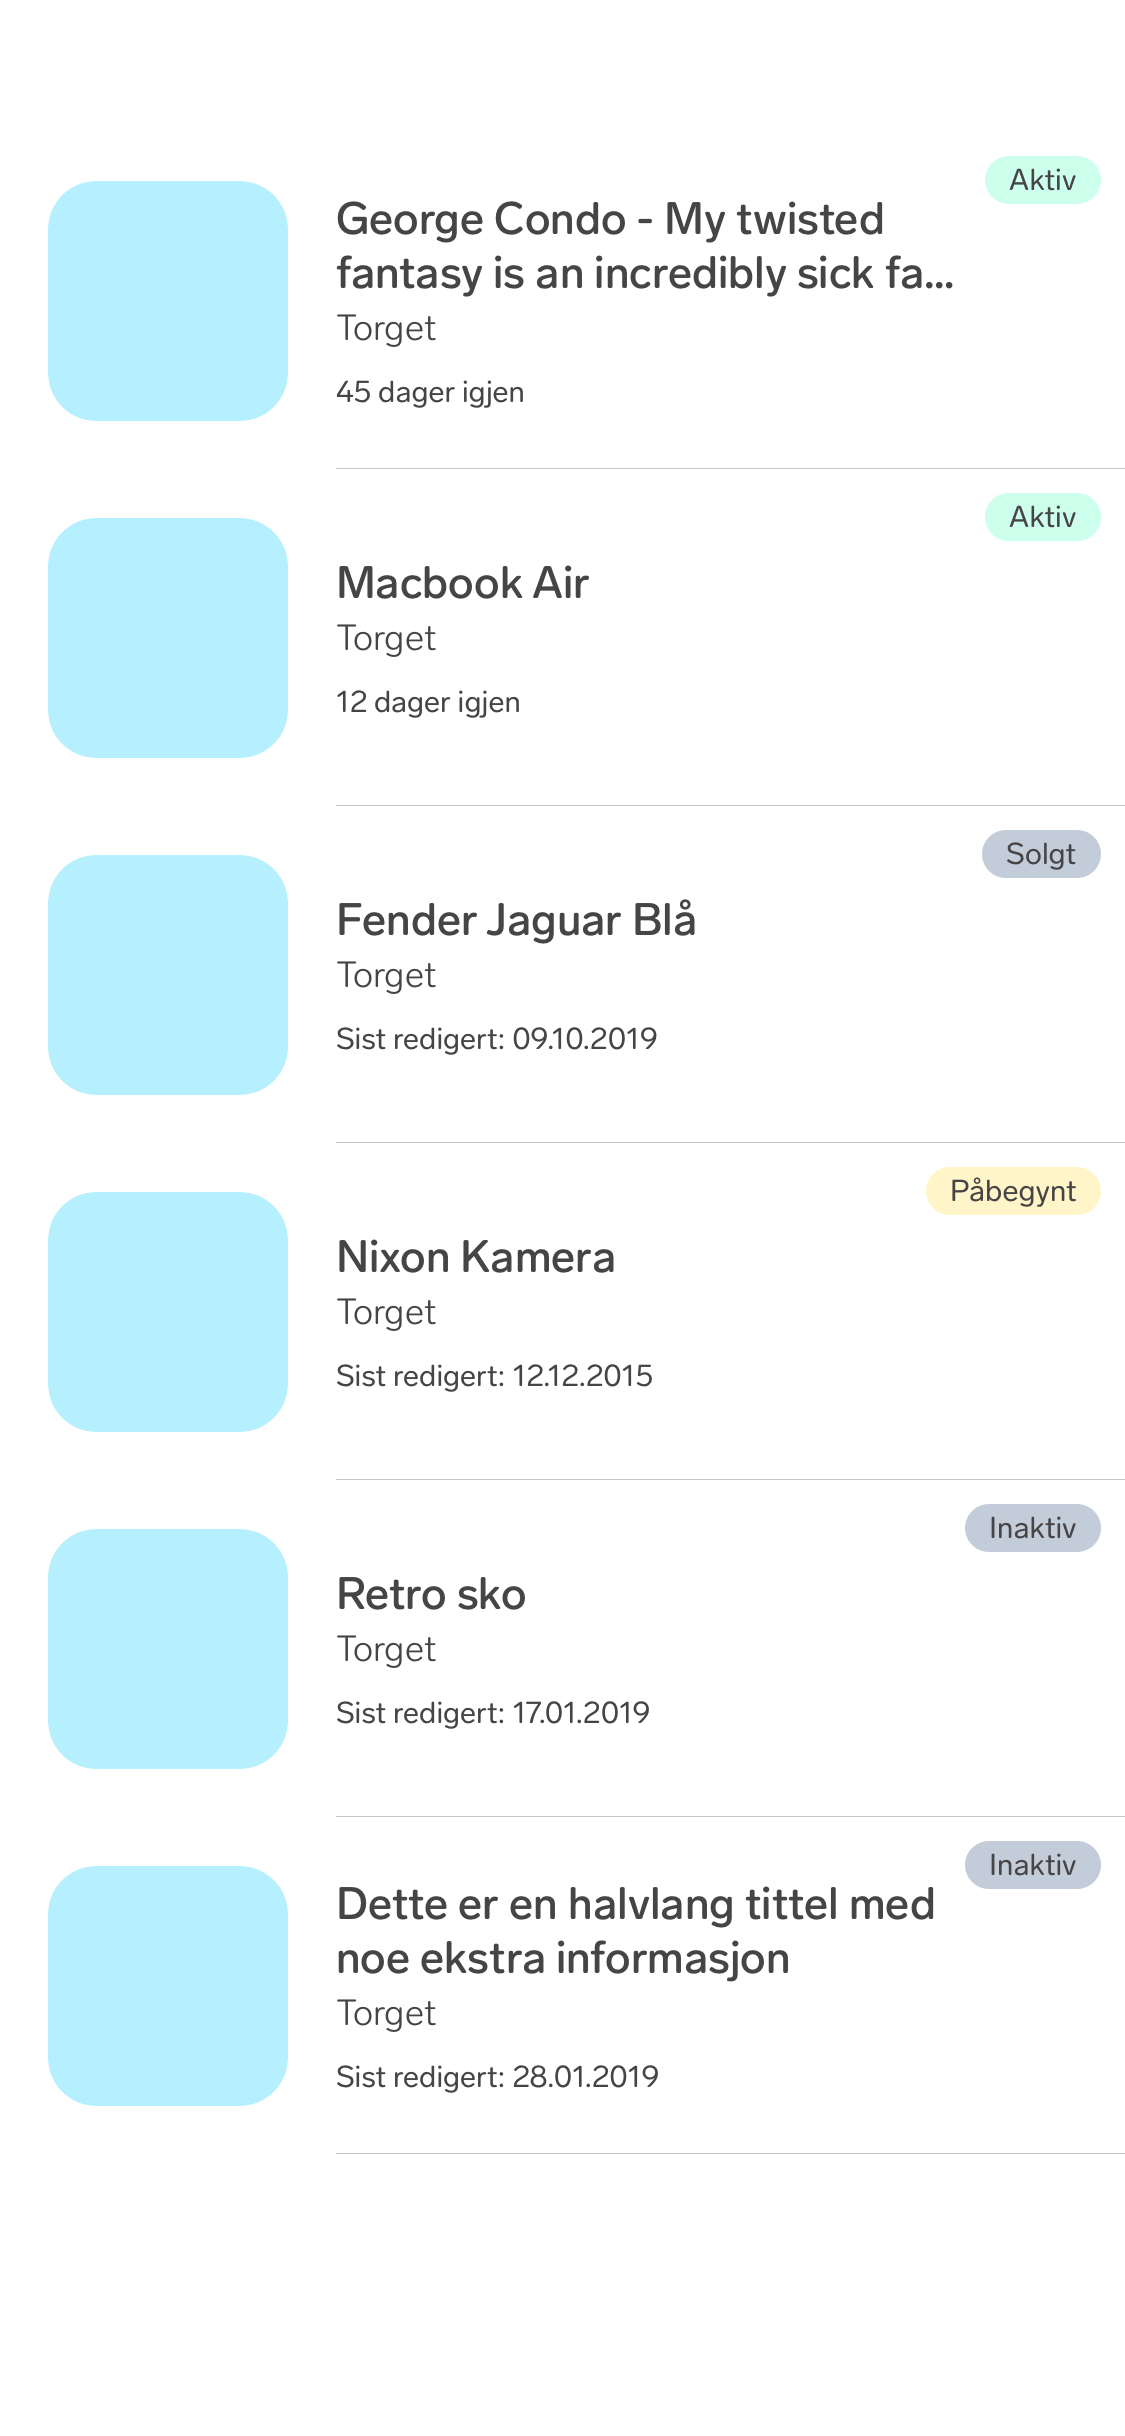 Aktiv
George Condo - My twisted
fantasy is an incredibly sick fa...
Torget
45 dager igjen
Aktiv
Macbook Air
Torget
12 dager igjen
Solgt
Fender Jaguar Blå
Torget
Sist redigert: 09.10.2019
Påbegynt
Nixon Kamera
Torget
Sist redigert: 12.12.2015
Inaktiv
Retro sko
Torget
Sist redigert: 17.01.2019
Inaktiv
Dette er en halvlang tittel med
noe ekstra informasjon
Torget
Sist redigert: 28.01.2019